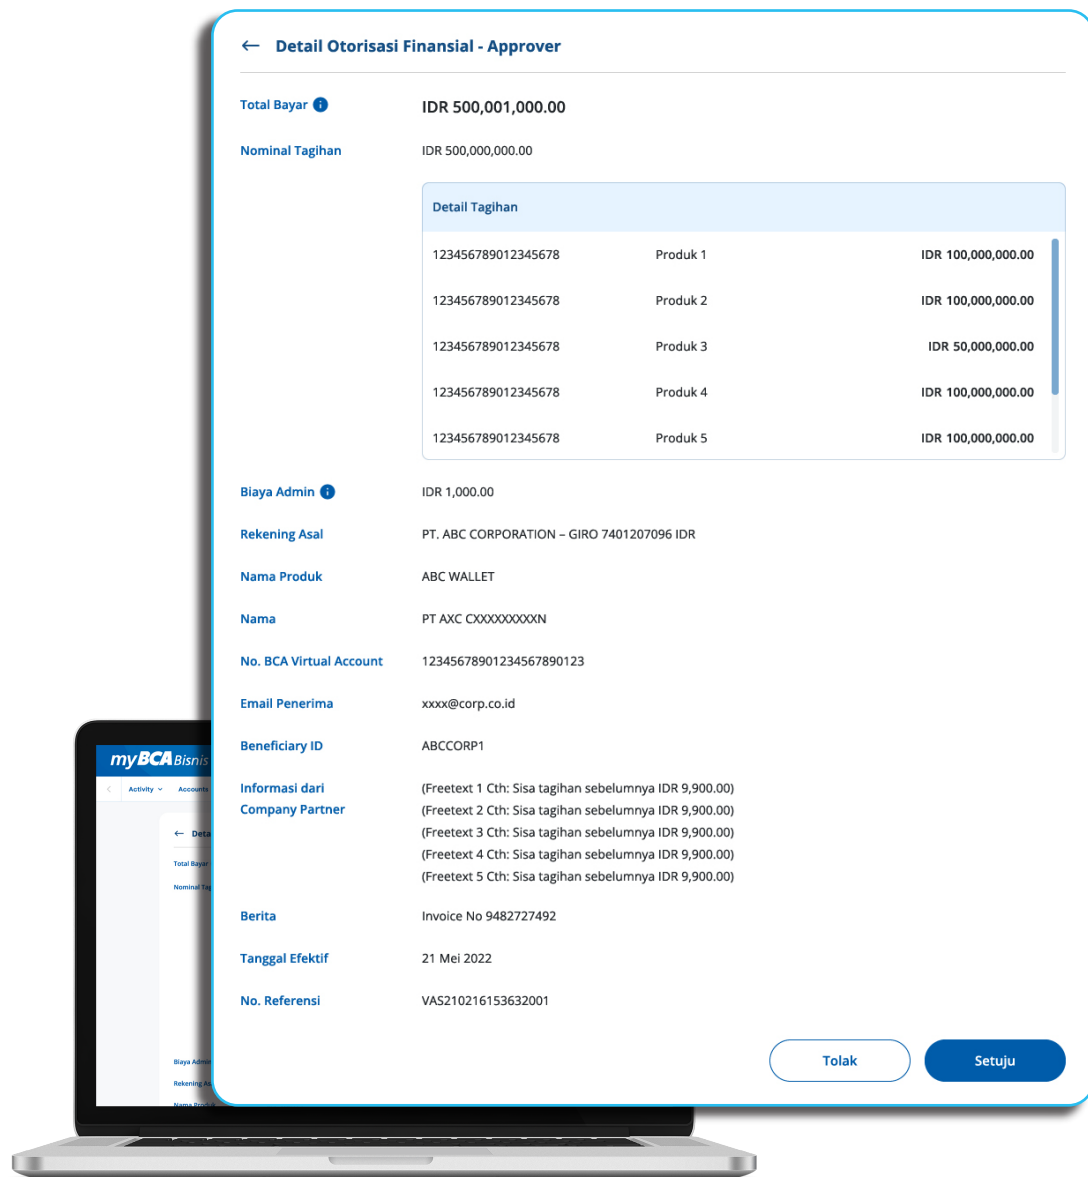 ← Detail Otorisasi Finansial - Approver
Total Bayar IDR 500,001,000.00
Nominal Tagihan IDR 500,000,000.00
Detail Tagihan
123456789012345678 Produk 1 IDR 100,000,000.00
123456789012345678 Produk 2 IDR 100,000,000.00
123456789012345678 Produk 3 IDR 50,000,000.00
123456789012345678 Produk 4 IDR 100,000,000.00
123456789012345678 Produk 5 IDR 100,000,000.00
Biaya Admin IDR 1,000.00
Rekening Asal PT. ABC CORPORATION – GIRO 7401207096 IDR
Nama Produk ABC WALLET
Nama PT AXC CXXXXXXXXXN
No. BCA Virtual Account 12345678901234567890123
Email Penerima xxxx@corp.co.id
Beneficiary ID ABCCORP1
Informasi dari (Freetext 1 Cth: Sisa tagihan sebelumnya IDR 9,900.00)
Company Partner (Freetext 2 Cth: Sisa tagihan sebelumnya IDR 9,900.00)
(Freetext 3 Cth: Sisa tagihan sebelumnya IDR 9,900.00)
(Freetext 4 Cth: Sisa tagihan sebelumnya IDR 9,900.00)
(Freetext 5 Cth: Sisa tagihan sebelumnya IDR 9,900.00)
Berita Invoice No 9482727492
Tanggal Efektif 21 Mei 2022
No. Referensi VAS210216153632001
Tolak Setuju
myBCA Bisnis
Activity Accounts
← Deta
Total Bayar
Nominal Tag
Biaya Admin
Rekening As
Nama Produk